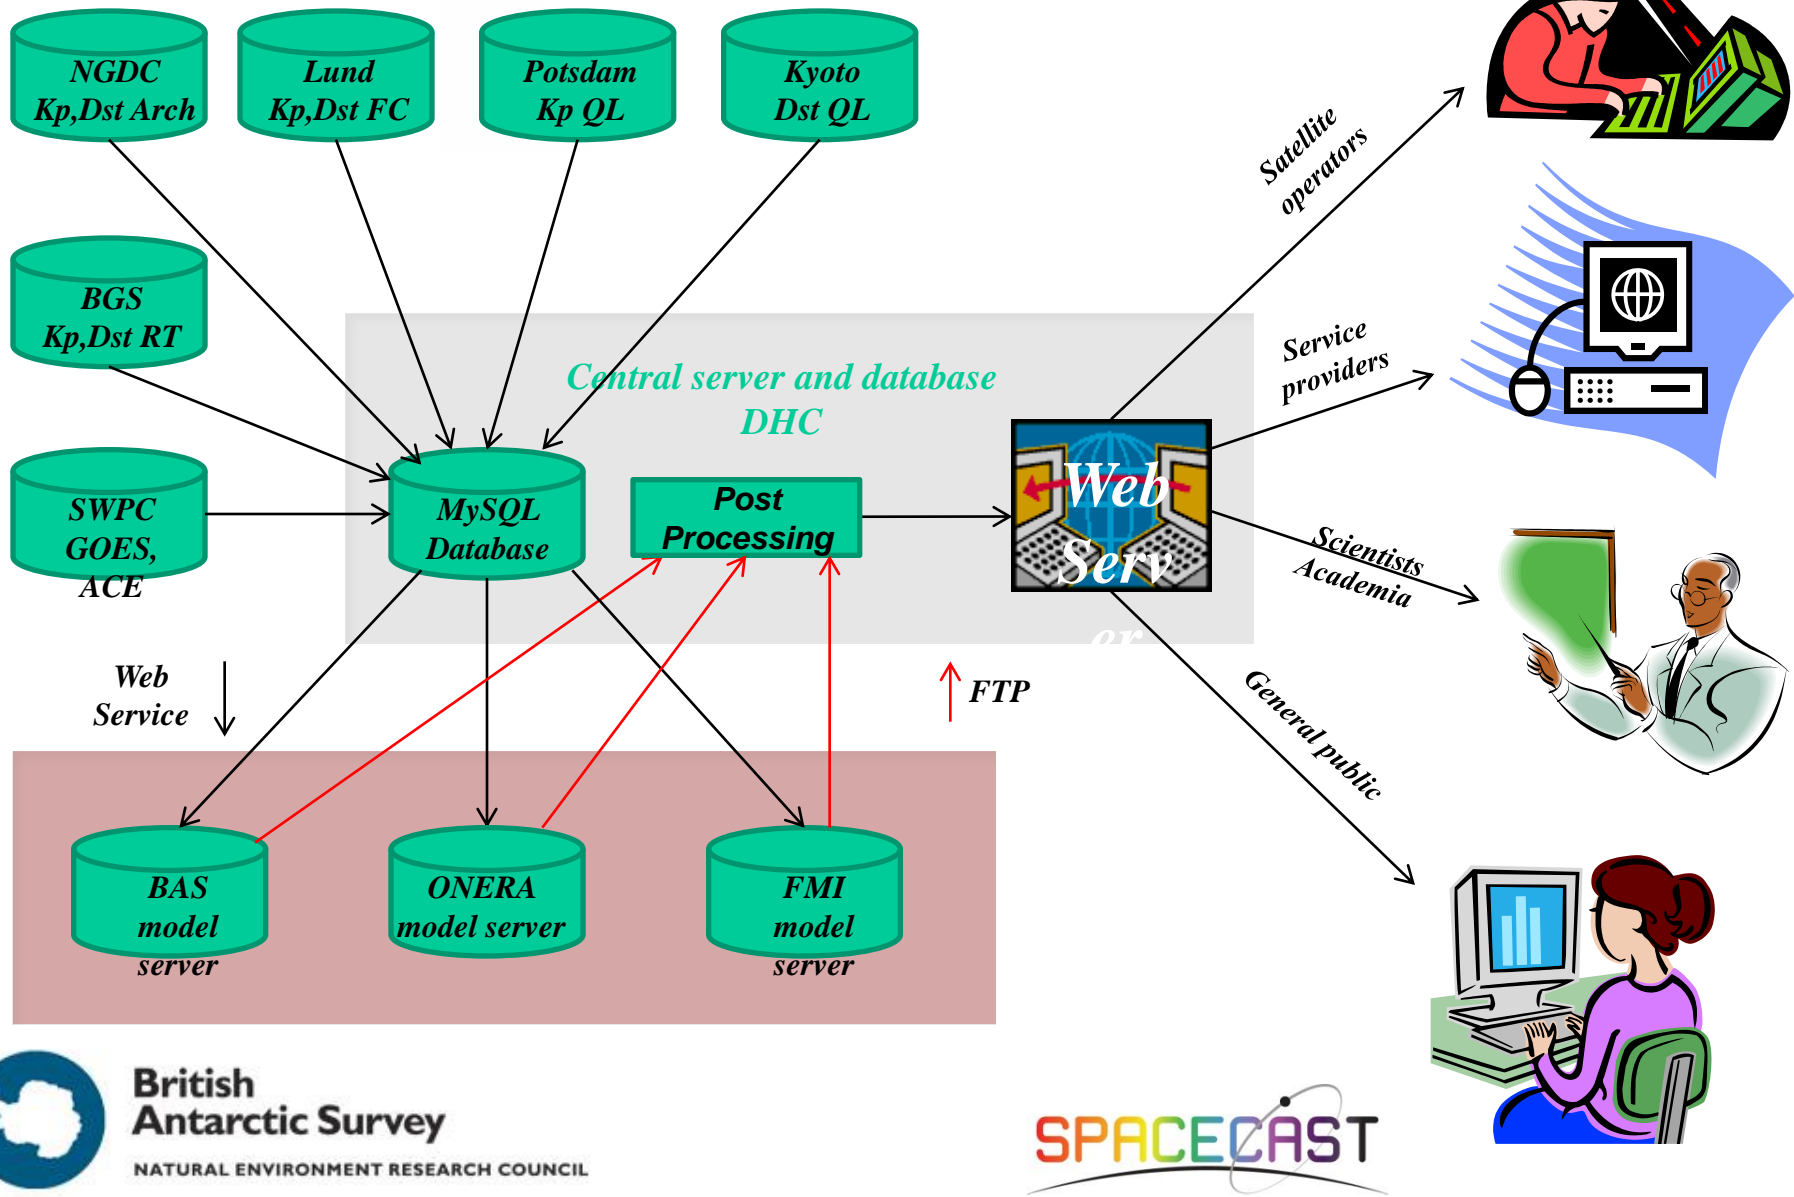 NGDC
Kp,Dst Arch
Lund
Kp,Dst FC
Potsdam
Kp QL
Kyoto
Dst QL
Satellite
operators
BGS
Kp,Dst RT
Service
providers
Central server and database
DHC
SWPC
GOES,
ACE
MySQL
Database
Post
Processing
Web
Serv
er
Scientists
Academia
Web
Service
FTP
General public
BAS
model
server
ONERA
model server
FMI
model
server
British
Antarctic Survey
NATURAL ENVIRONMENT RESEARCH COUNCIL
SPACECAST